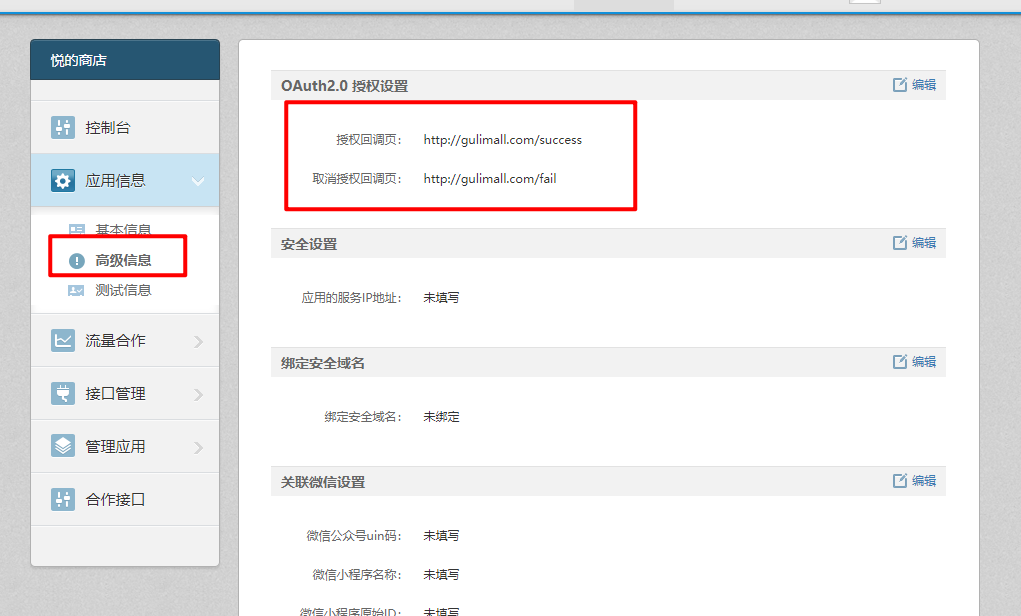 悦的商店
控制台
应用信息
基本信息
高级信息
测试信息
流量合作
接口管理
管理应用
合作接口
OAuth2.0 授权设置 编辑
授权回调页： http://gulimall.com/success
取消授权回调页： http://gulimall.com/fail
安全设置 编辑
应用的服务IP地址： 未填写
绑定安全域名 编辑
绑定安全域名： 未绑定
关联微信设置 编辑
微信公众号uin码： 未填写
微信小程序名称： 未填写
微信小程序原始ID： 未填写